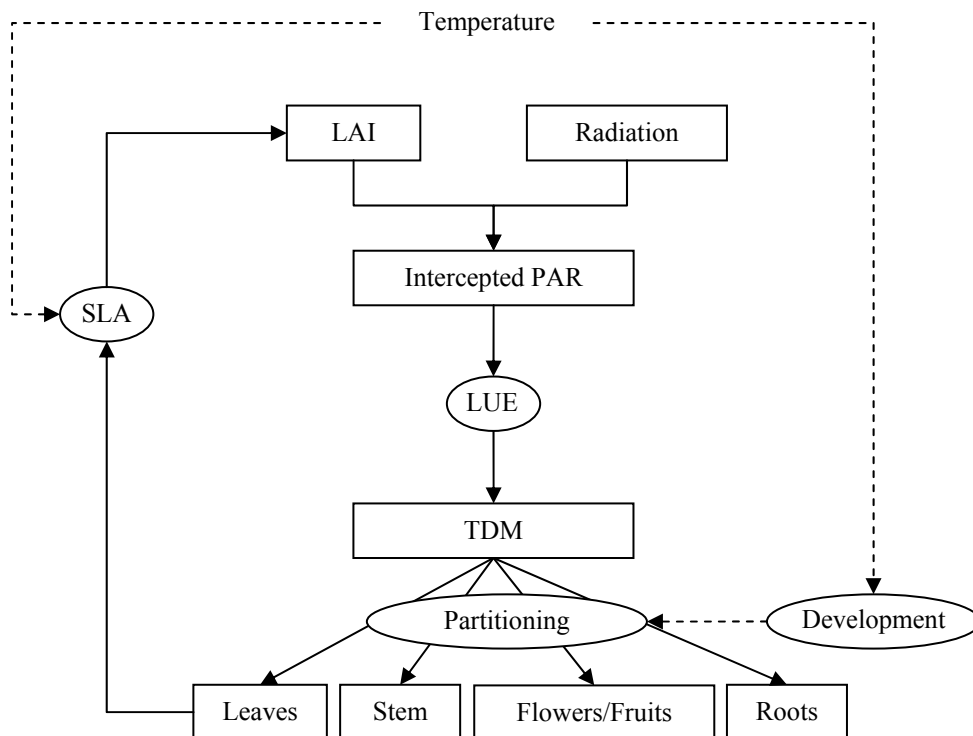 Temperature
LAI
Radiation
Intercepted PAR
SLA
LUE
TDM
Partitioning
Development
Leaves
Stem
Flowers/Fruits
Roots